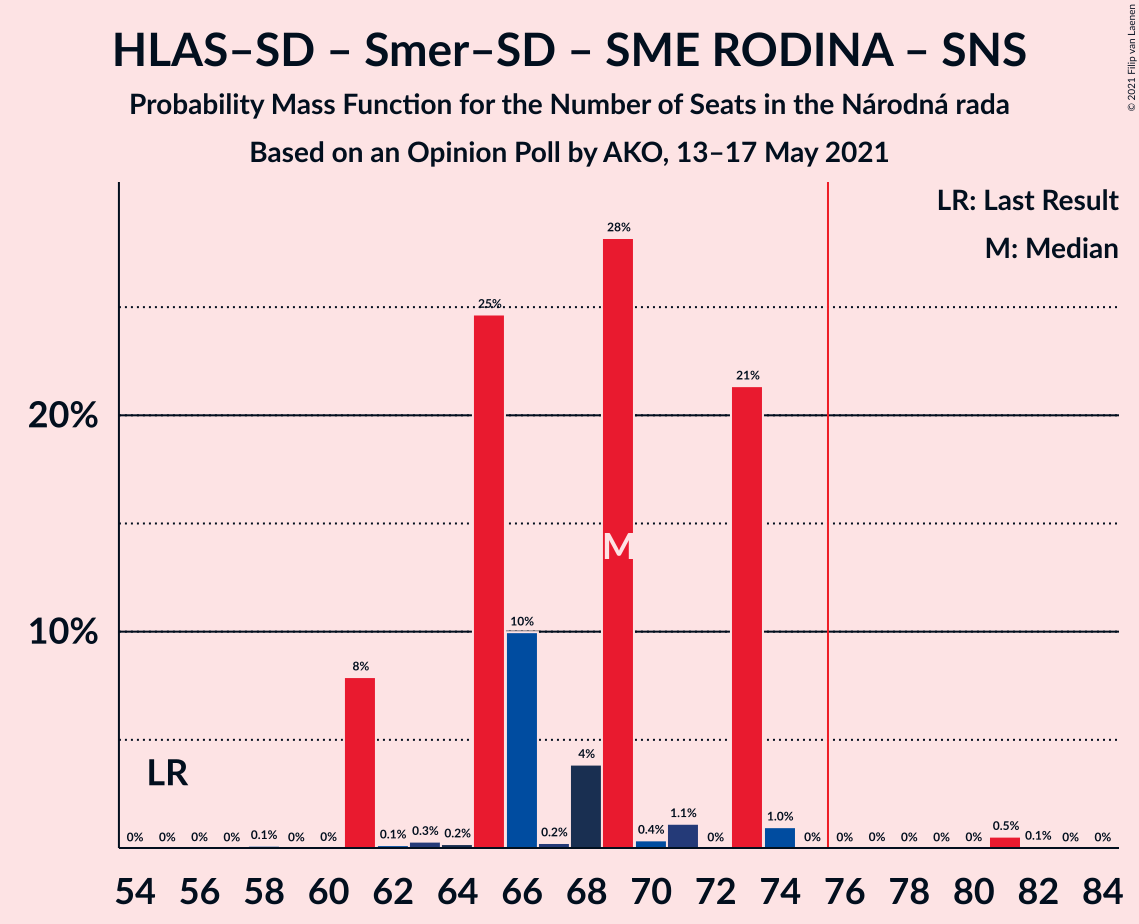 HLAS–SD – Smer–SD – SME RODINA – SNS
Probability Mass Function for the Number of Seats in the Národná rada
Based on an Opinion Poll by AKO, 13–17 May 2021
© 2021 Filip van Laenen
LR: Last Result
M: Median
20%
10%
LR
M
0% 0% 0% 0% 0.1% 0% 0% 8% 0.1% 0.3% 0.2% 25% 10% 0.2% 4% 28% 0.4% 1.1% 0% 21% 1.0% 0% 0% 0% 0% 0% 0% 0.5% 0.1% 0% 0%
54 56 58 60 62 64 66 68 70 72 74 76 78 80 82 84